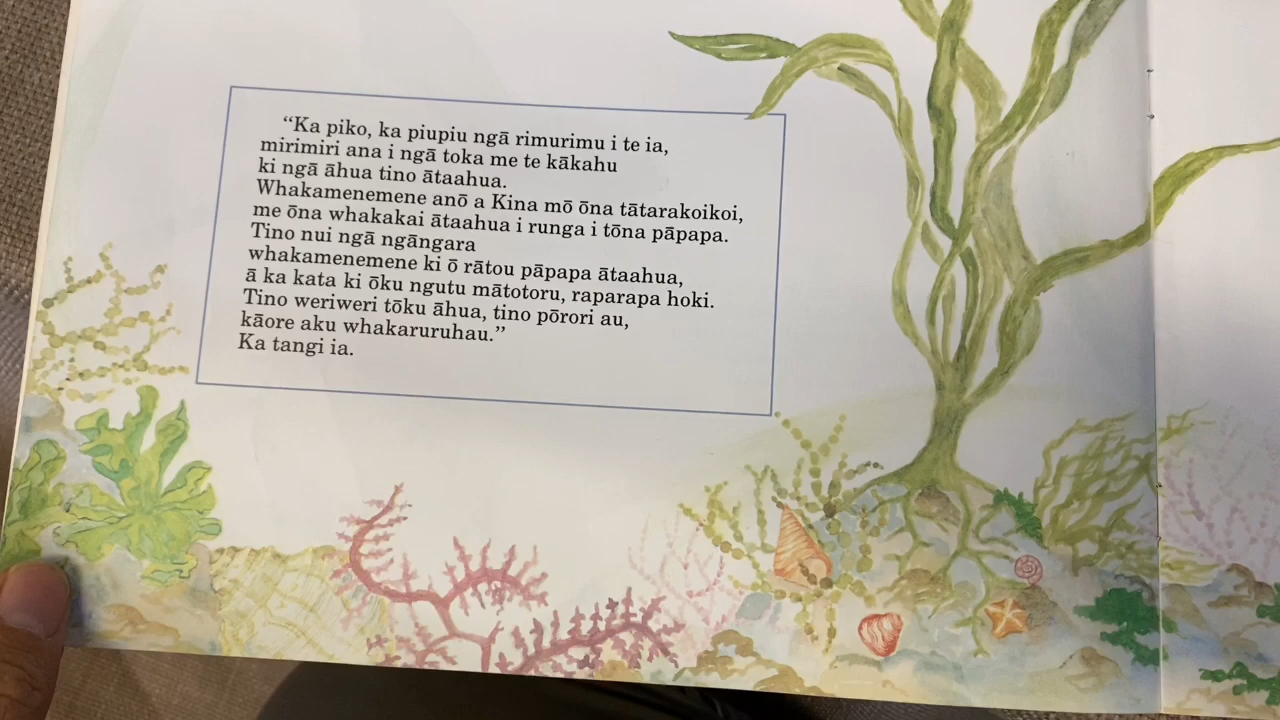 “Ka piko, ka piupiu ngā rimurimu i te ia,
mirimiri ana i ngā toka me te kākahu
ki ngā āhua tino ātaahua.
Whakamenemene anō a Kina mō ōna tātarakoikoi,
me ōna whakakai ātaahua i runga i tōna pāpapa.
Tino nui ngā ngāngara
whakamenemene ki ō rātou pāpapa ātaahua,
ā ka kata ki ōku ngutu mātotoru, raparapa hoki.
Tino weriweri tōku āhua, tino pōrori au,
kāore aku whakaruruhau.”
Ka tangi ia.